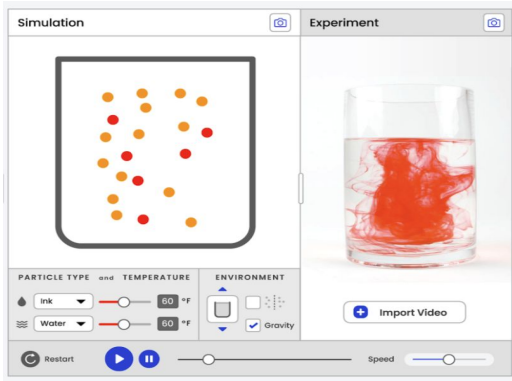 Simulation
Experiment
PARTICLE TYPE and TEMPERATURE
ENVIRONMENT
Ink 60 °F
Water 60 °F
Gravity
Import Video
Restart
Speed